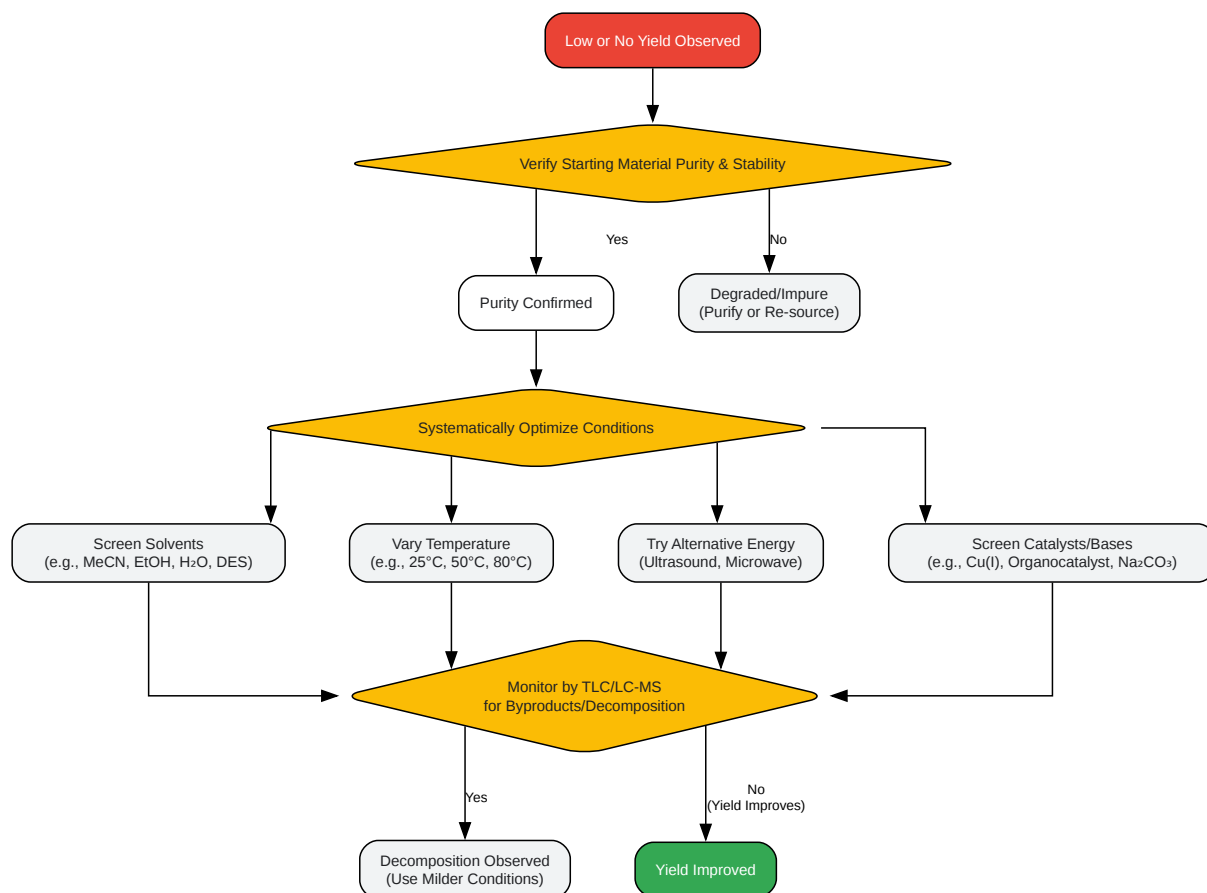 Low or No Yield Observed
Verify Starting Material Purity & Stability
Yes
No
Purity Confirmed
Degraded/Impure
(Purify or Re-source)
Systematically Optimize Conditions
Screen Solvents
(e.g., MeCN, EtOH, H₂O, DES)
Vary Temperature
(e.g., 25°C, 50°C, 80°C)
Try Alternative Energy
(Ultrasound, Microwave)
Screen Catalysts/Bases
(e.g., Cu(I), Organocatalyst, Na₂CO₃)
Monitor by TLC/LC-MS
for Byproducts/Decomposition
Yes
No
(Yield Improves)
Decomposition Observed
(Use Milder Conditions)
Yield Improved